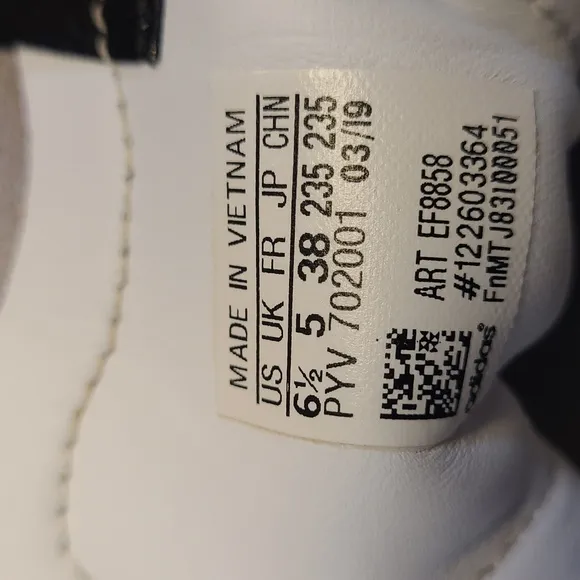 MADE IN VIETNAM
US UK FR JP CHN
6½ 5 38 235 235
PYV 702001 03/19
ART EF8858
#122603364
FnMTJ83100051
adidas®